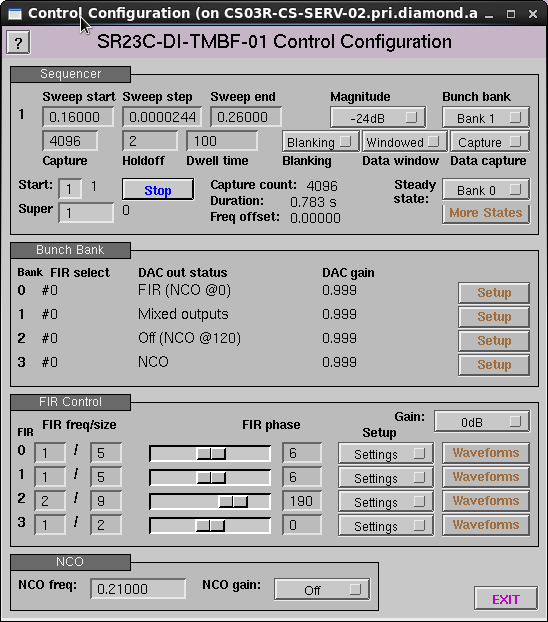 Control Configuration (on CS03R-CS-SERV-02.pri.diamond.a
? SR23C-DI-TMBF-01 Control Configuration
Sequencer
Sweep start Sweep step Sweep end Magnitude Bunch bank
1 0.16000 0.0000244 0.26000 -24dB Bank 1
4096 2 100 Blanking Windowed Capture
Capture Holdoff Dwell time Blanking Data window Data capture
Start: 1 1 Stop Capture count: 4096 Steady state: Bank 0
Duration: 0.783 s
Super 1 0 Freq offset: 0.00000 More States
Bunch Bank
Bank FIR select DAC out status DAC gain
0 #0 FIR (NCO @0) 0.999 Setup
1 #0 Mixed outputs 0.999 Setup
2 #0 Off (NCO @120) 0.999 Setup
3 #0 NCO 0.999 Setup
FIR Control
FIR FIR freq/size FIR phase Gain: 0dB
Setup
0 1 / 5 6 Settings Waveforms
1 1 / 5 6 Settings Waveforms
2 2 / 9 190 Settings Waveforms
3 1 / 2 0 Settings Waveforms
NCO
NCO freq: 0.21000 NCO gain: Off
EXIT